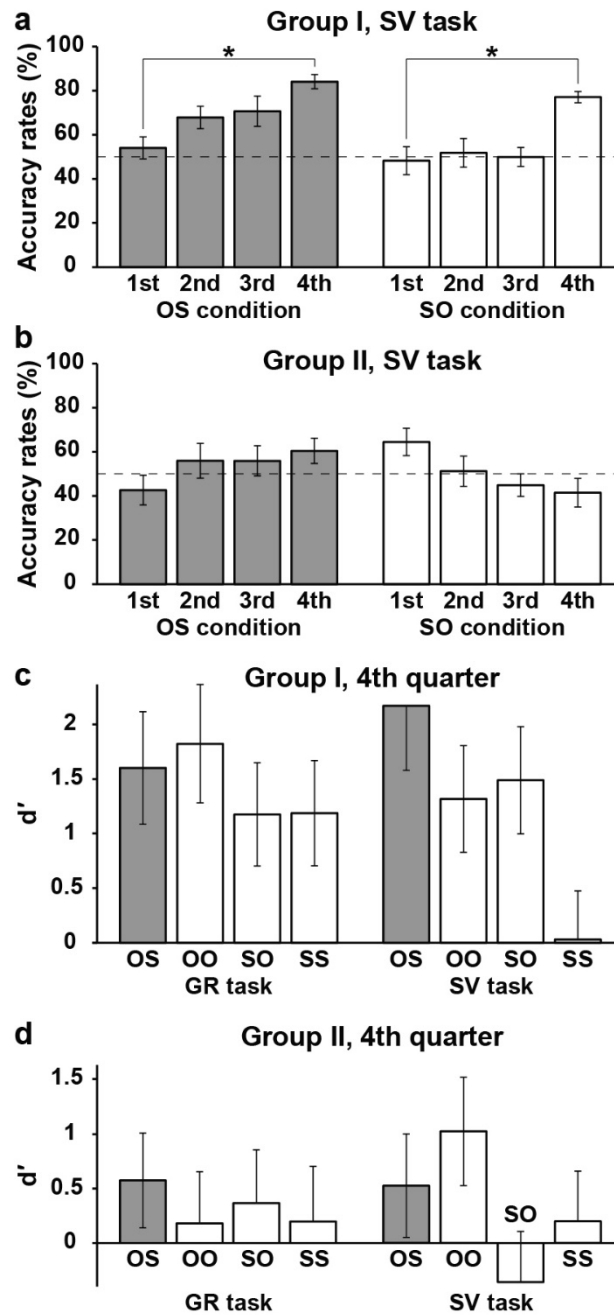 a
Group I, SV task
Accuracy rates (%)
100
80
60
40
20
0
*
*
1st 2nd 3rd 4th 1st 2nd 3rd 4th
OS condition SO condition
b
Group II, SV task
Accuracy rates (%)
100
80
60
40
20
0
1st 2nd 3rd 4th 1st 2nd 3rd 4th
OS condition SO condition
c
Group I, 4th quarter
d′
2
1.5
1
0.5
0
OS OO SO SS OS OO SO SS
GR task SV task
d
Group II, 4th quarter
d′
1.5
1
0.5
0
SO
OS OO SO SS OS OO SS
GR task SV task